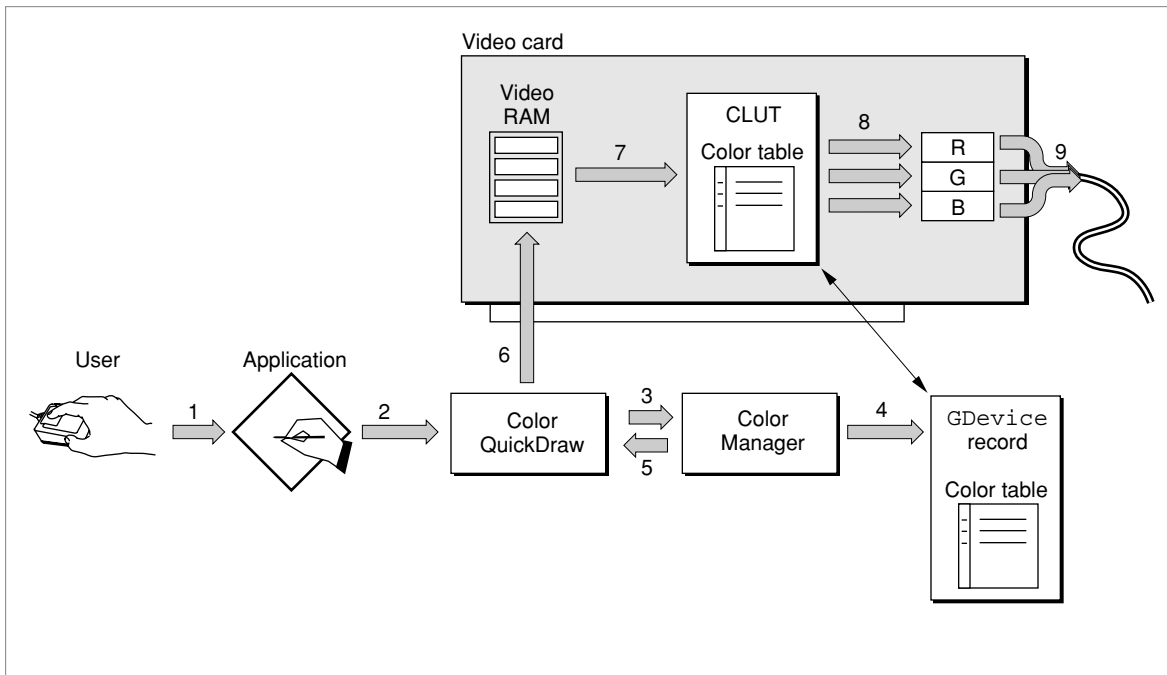 Video card
Video
RAM
CLUT
Color table
7
8
R
G
B
9
6
User
Application
1
2
Color
QuickDraw
3
5
Color
Manager
4
GDevice
record
Color table